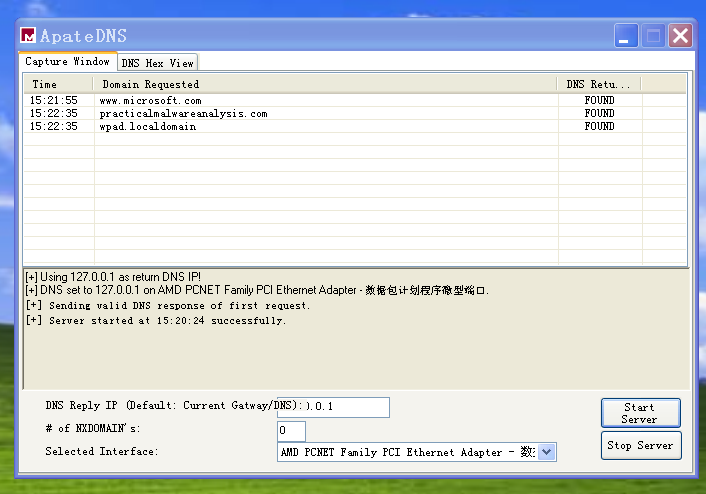 ApateDNS
Capture Window DNS Hex View
Time Domain Requested DNS Retu...
15:21:55 www.microsoft.com FOUND
15:22:35 practicalmalwareanalysis.com FOUND
15:22:35 wpad.localdomain FOUND
[+] Using 127.0.0.1 as return DNS IP!
[+] DNS set to 127.0.0.1 on AMD PCNET Family PCI Ethernet Adapter - 数据包计划程序微型端口.
[+] Sending valid DNS response of first request.
[+] Server started at 15:20:24 successfully.
DNS Reply IP (Default: Current Gatway/DNS): .0.1
# of NXDOMAIN's: 0
Selected Interface: AMD PCNET Family PCI Ethernet Adapter - 数
Start Server
Stop Server